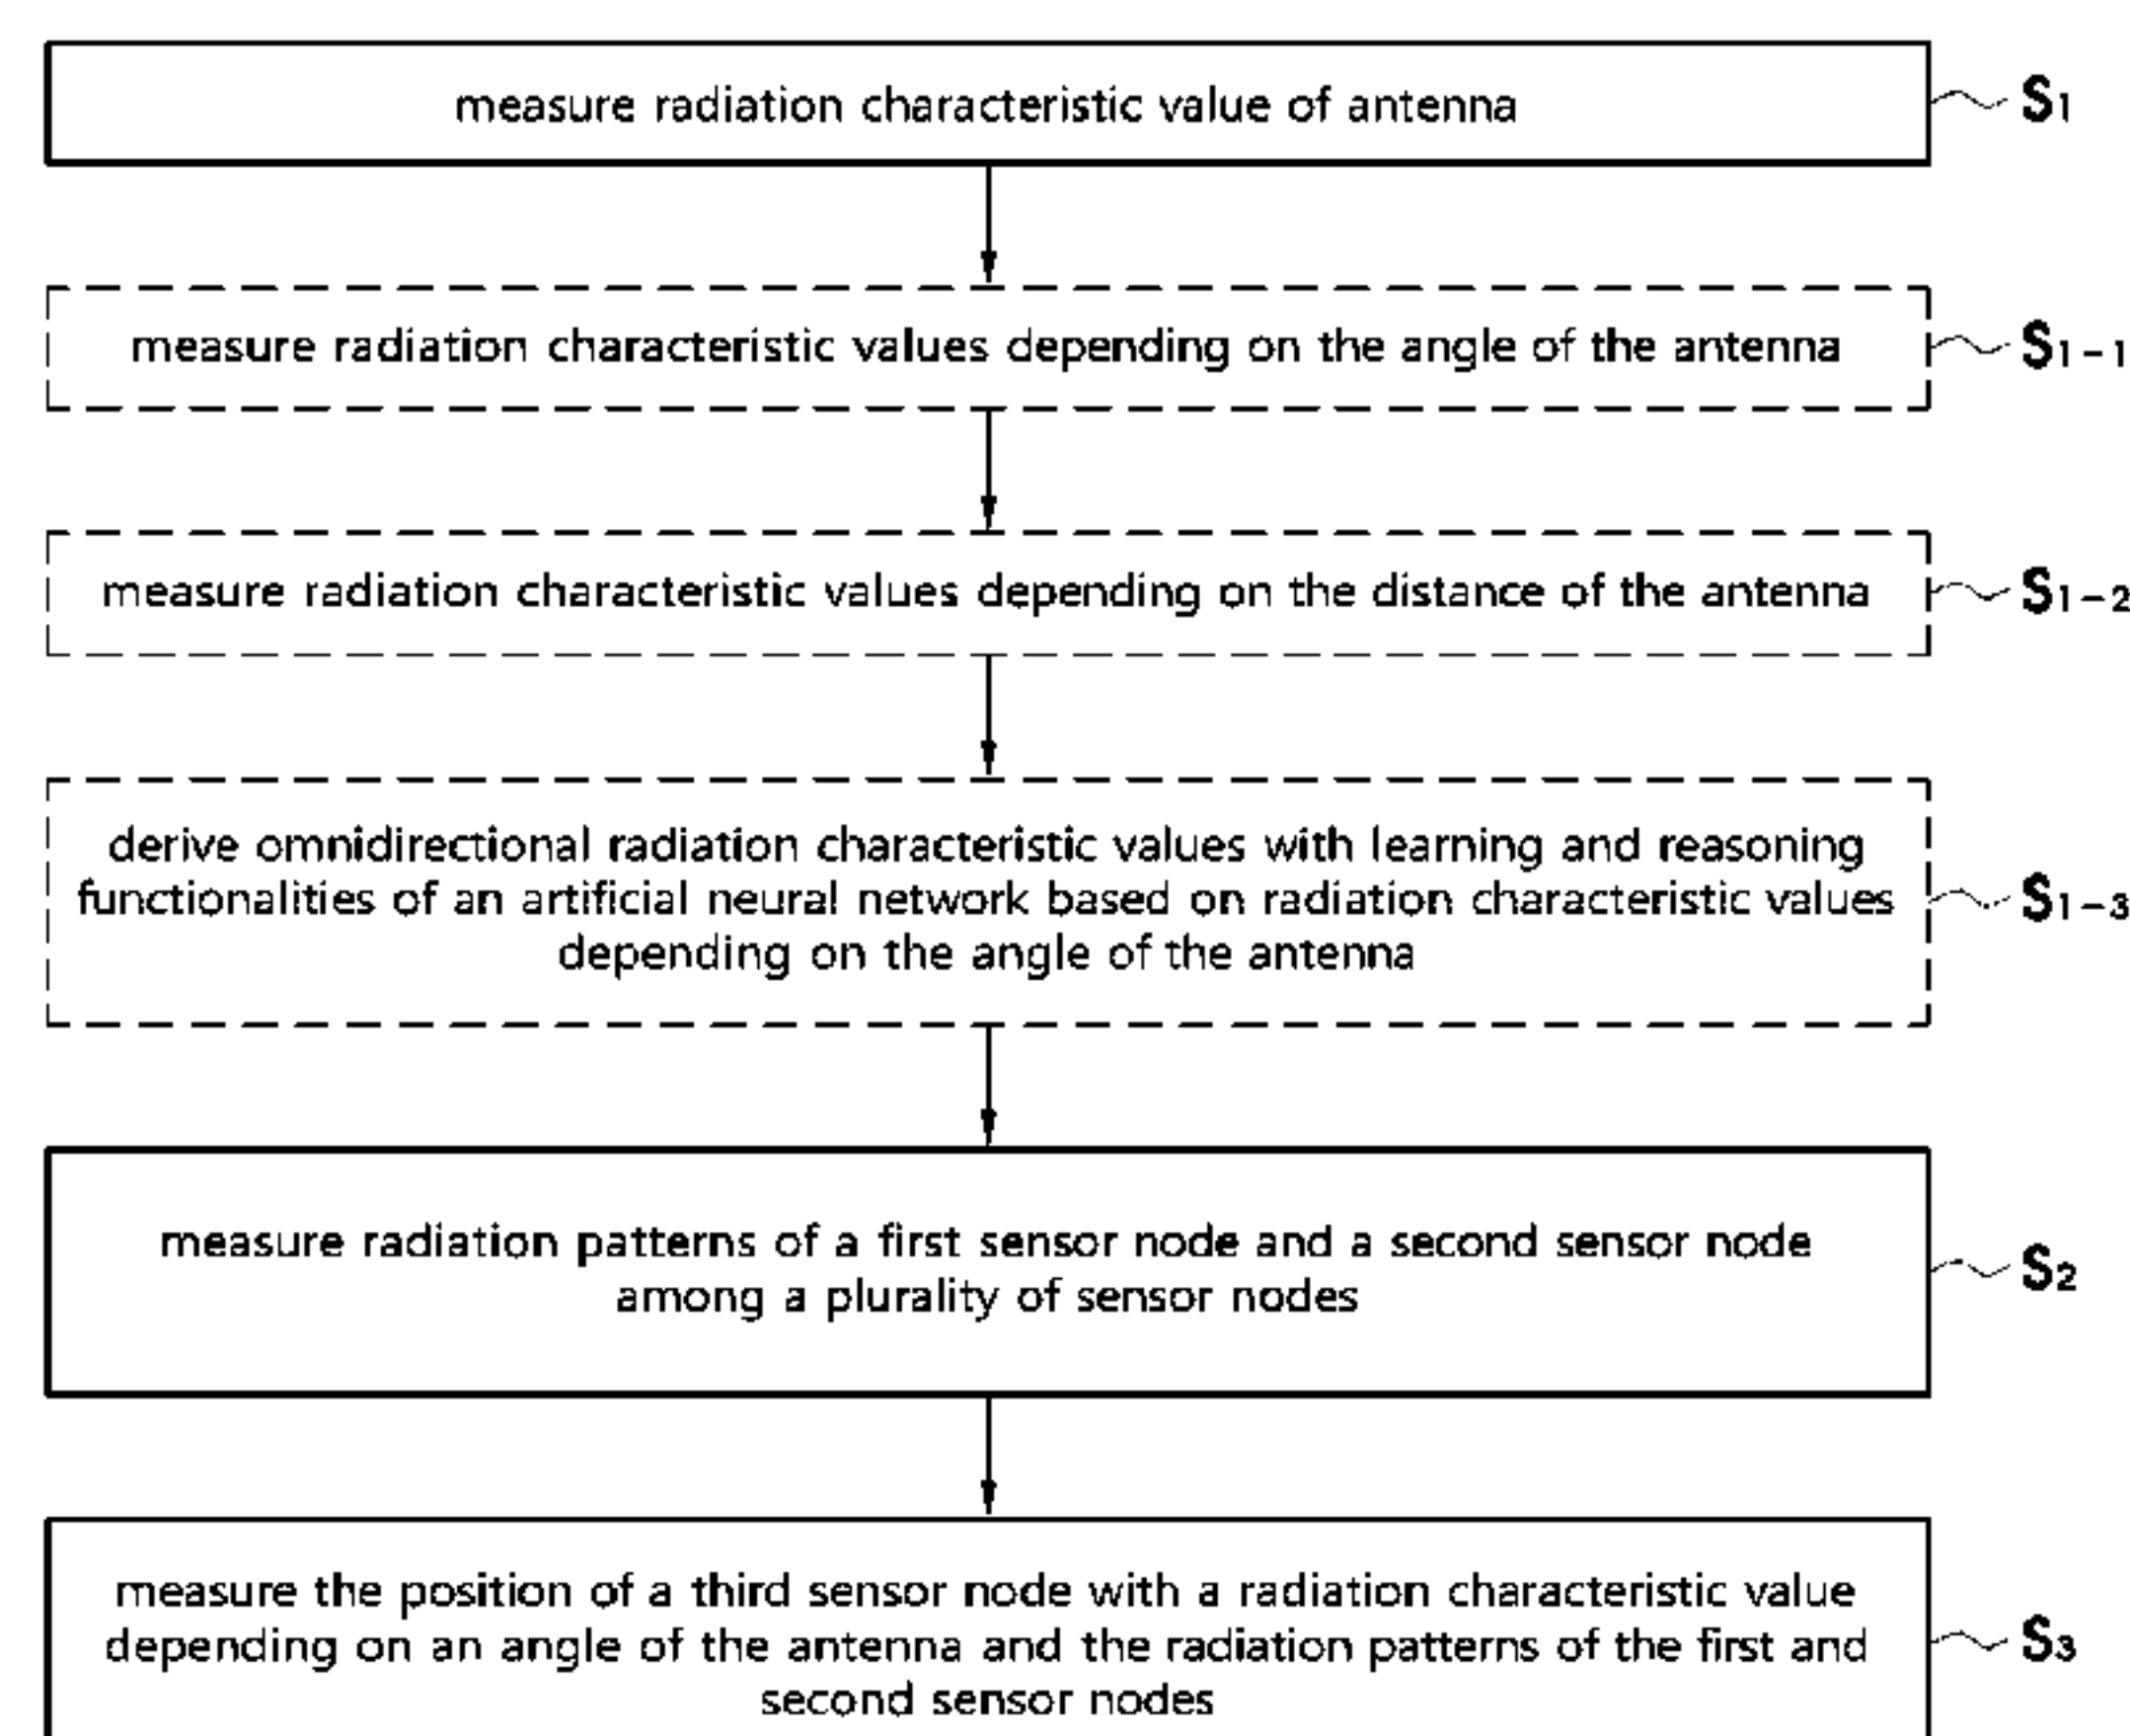 measure radiation characteristic value of antenna
S1
measure radiation characteristic values depending on the angle of the antenna
S1-1
measure radiation characteristic values depending on the distance of the antenna
S1-2
derive omnidirectional radiation characteristic values with learning and reasoning
functionalities of an artificial neural network based on radiation characteristic values
depending on the angle of the antenna
S1-3
measure radiation patterns of a first sensor node and a second sensor node
among a plurality of sensor nodes
S2
measure the position of a third sensor node with a radiation characteristic value
depending on an angle of the antenna and the radiation patterns of the first and
second sensor nodes
S3